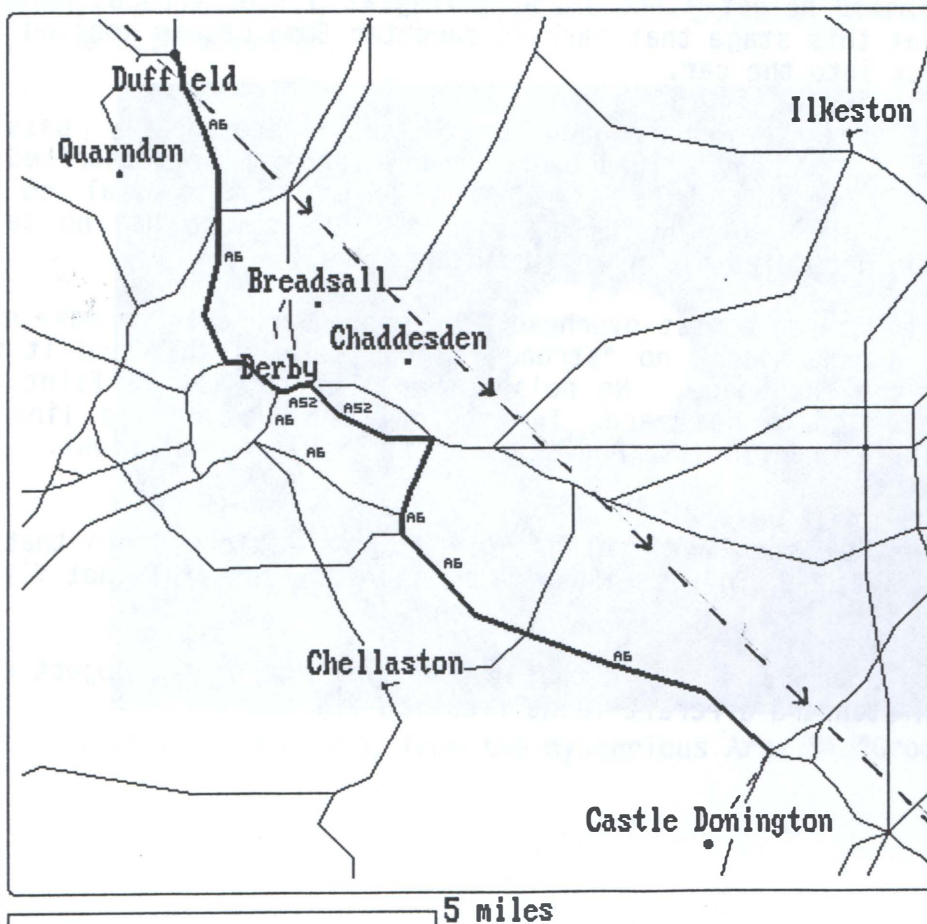 Duffield
Ilkeston
A6
Quarndon
A6
Breadsall
Chaddesden
Derby
A52
A52
A6
A6
A6
A6
Chellaston
A6
Castle Donington
5 miles